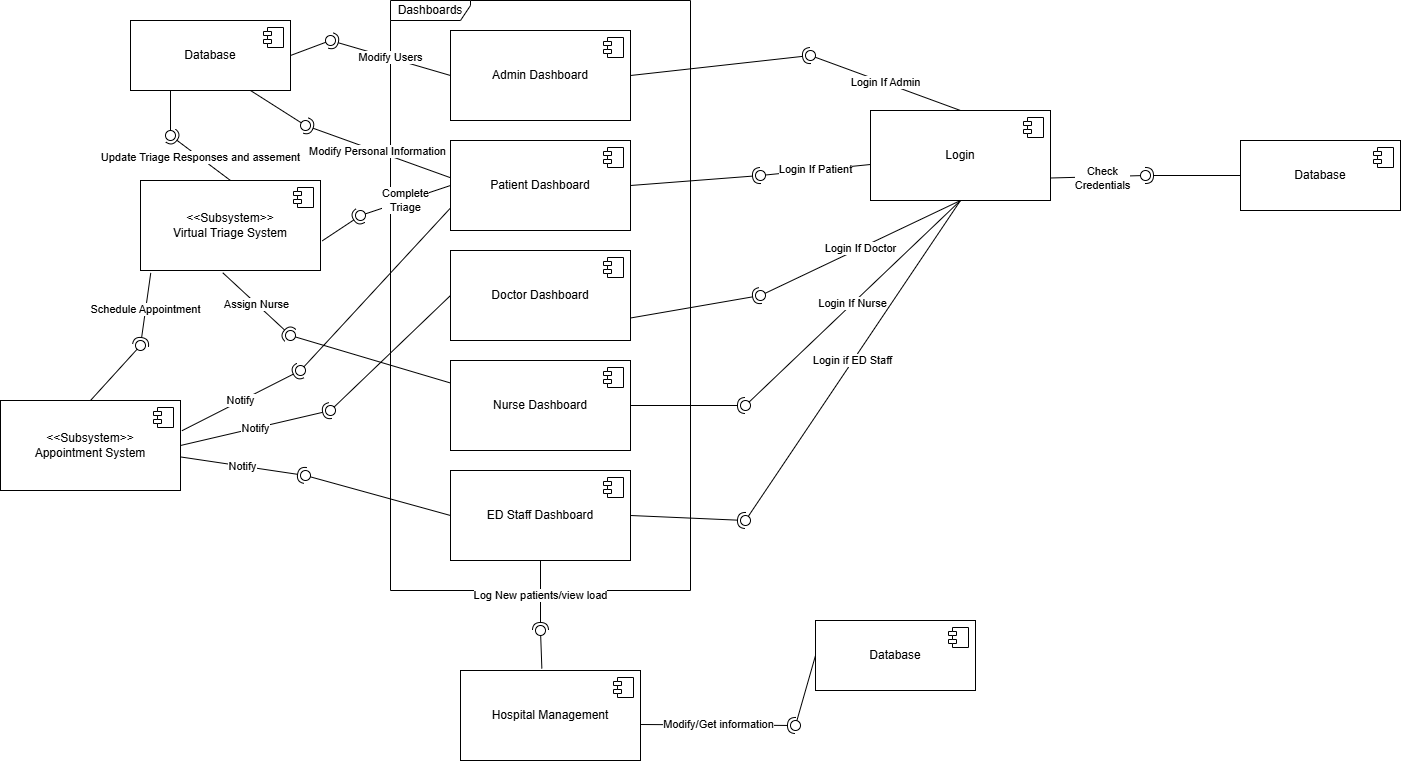 Dashboards
Database
Modify Users
Admin Dashboard
Login If Admin
Update Triage Responses and assement
Modify Personal Information
Patient Dashboard
Login If Patient
Login
Check
Credentials
Database
Complete
Triage
<<Subsystem>>
Virtual Triage System
Doctor Dashboard
Login If Doctor
Schedule Appointment
Assign Nurse
Login If Nurse
Login if ED Staff
Nurse Dashboard
Notify
Notify
Notify
<<Subsystem>>
Appointment System
ED Staff Dashboard
Log New patients/view load
Database
Hospital Management
Modify/Get information